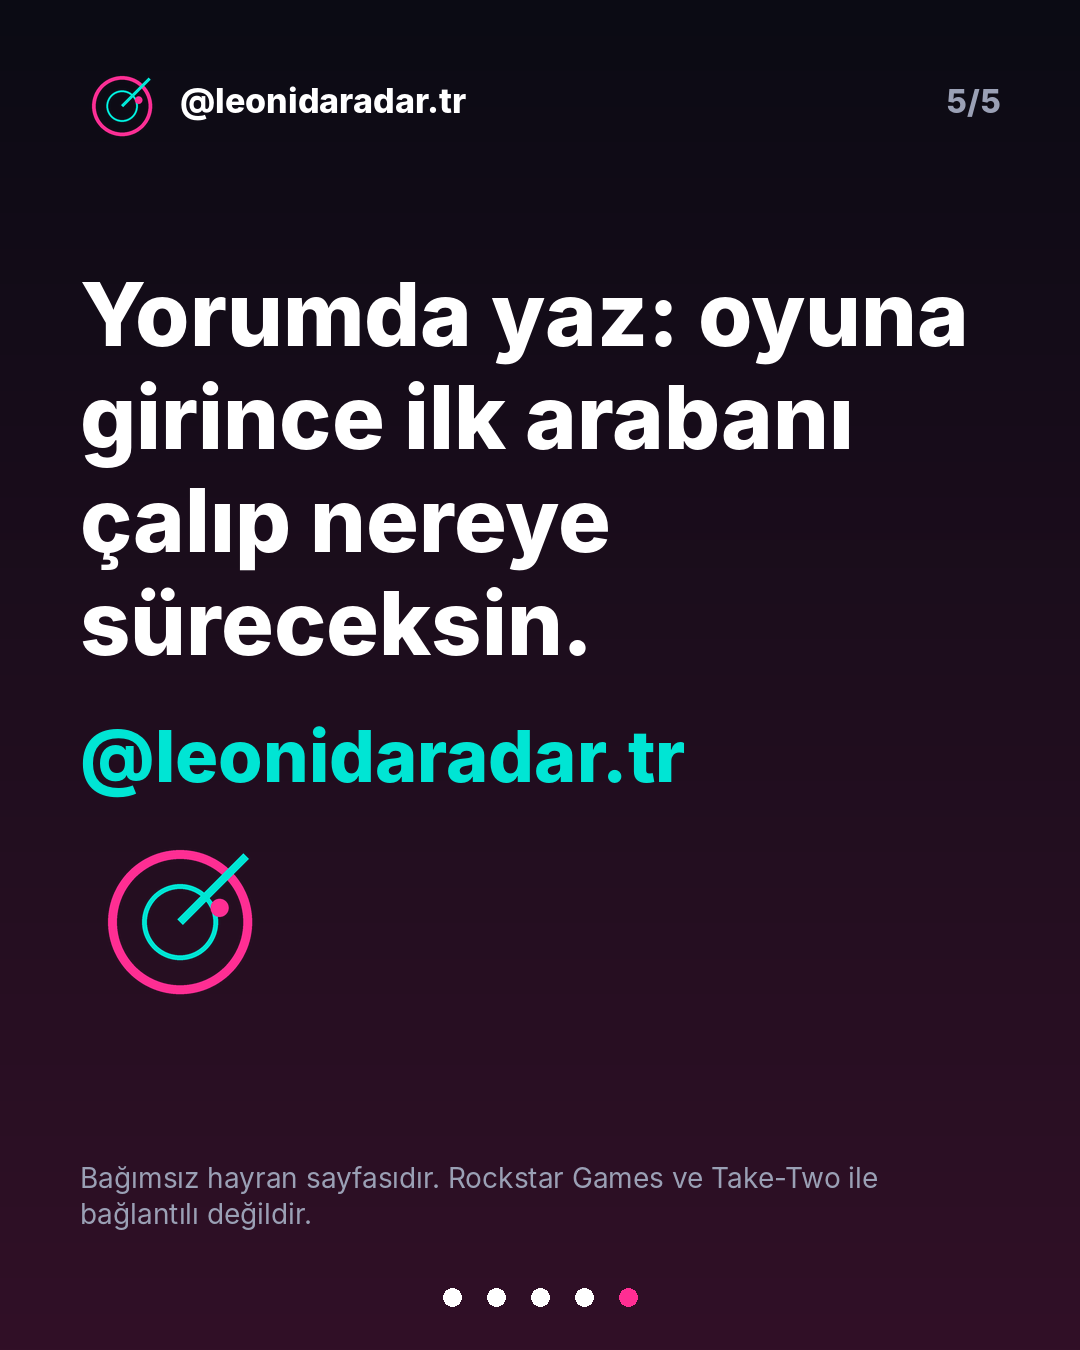 @leonidaradar.tr
5/5
Yorumda yaz: oyuna
girince ilk arabanı
çalıp nereye
süreceksin.
@leonidaradar.tr
Bağımsız hayran sayfasıdır. Rockstar Games ve Take-Two ile
bağlantılı değildir.